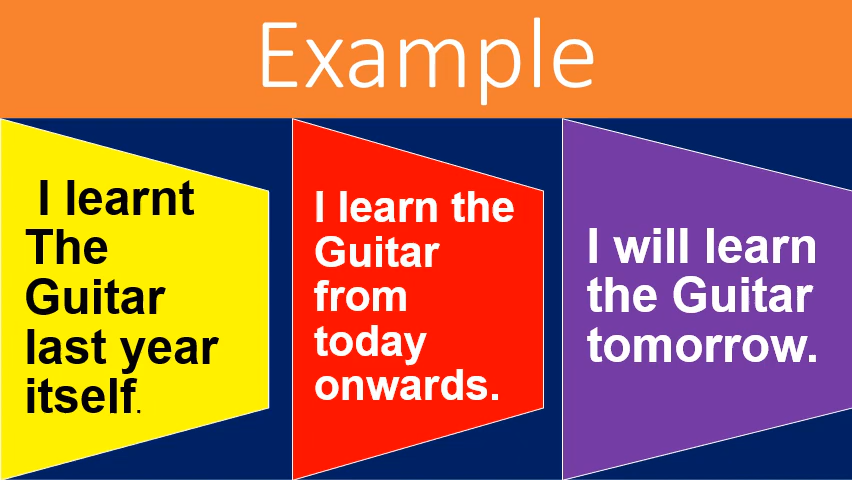 Example
I learnt
The
Guitar
last year
itself.
I learn the
Guitar
from
today
onwards.
I will learn
the Guitar
tomorrow.